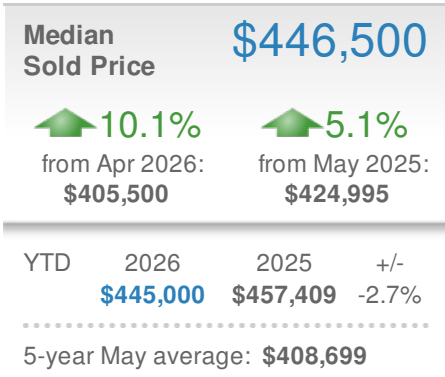 Median $446,500
Sold Price
10.1% 5.1%
from Apr 2026: from May 2025:
$405,500 $424,995
YTD 2026 2025 +/-
$445,000 $457,409 -2.7%
5-year May average: $408,699